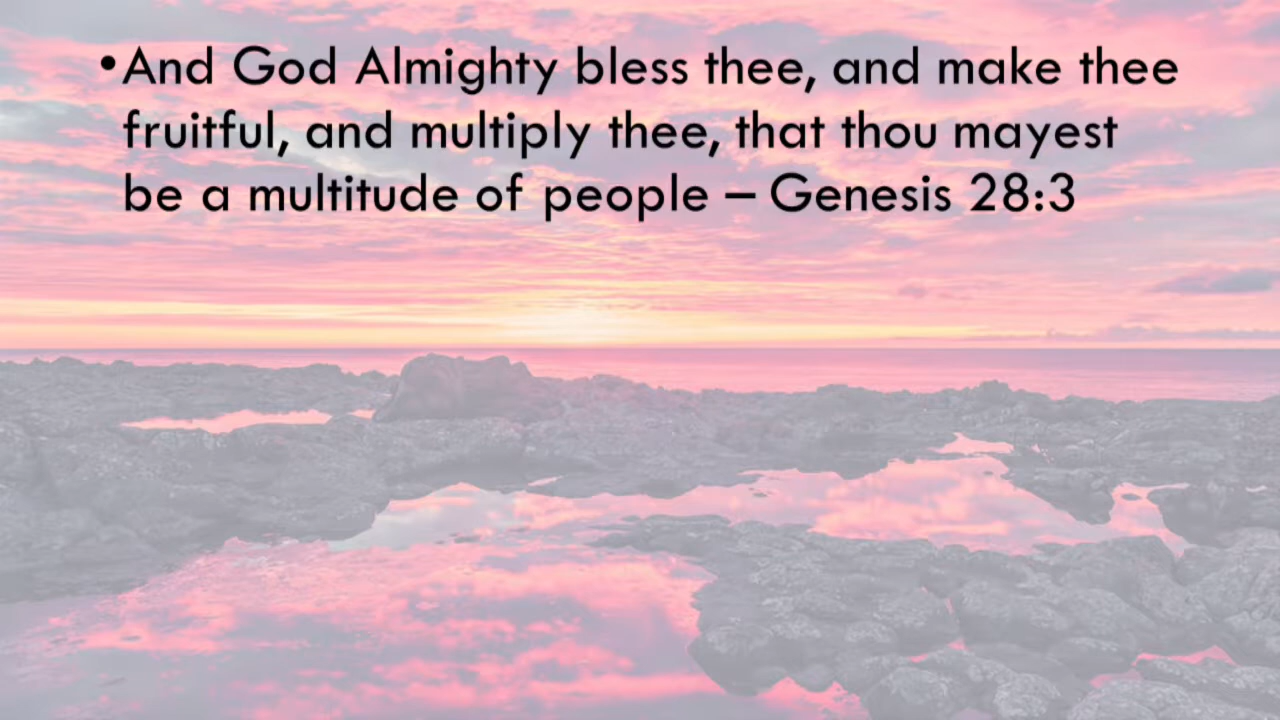 •And God Almighty bless thee, and make thee
fruitful, and multiply thee, that thou mayest
be a multitude of people – Genesis 28:3